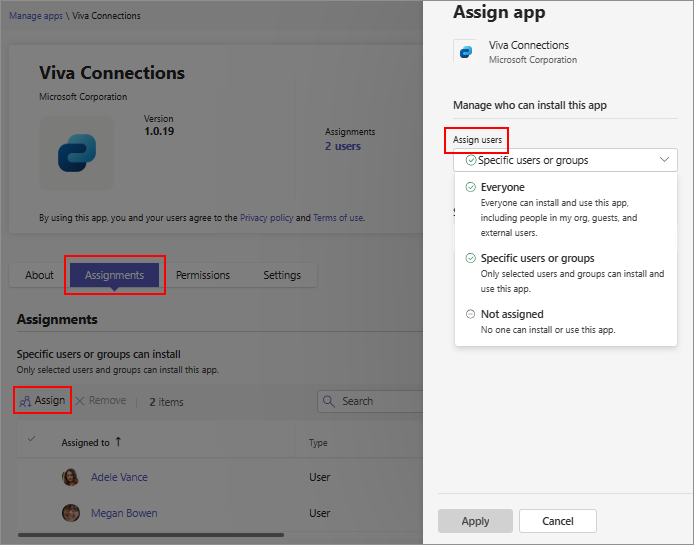 Manage apps \ Viva Connections
Viva Connections
Microsoft Corporation
Version
1.0.19
Assignments
2 users
By using this app, you and your users agree to the Privacy policy and Terms of use.
About
Assignments
Permissions
Settings
Assignments
Specific users or groups can install
Only selected users and groups can install this app.
Assign
Remove
2 items
Search
Assigned to ↑
Type
Adele Vance
User
Megan Bowen
User
Assign app
Viva Connections
Microsoft Corporation
Manage who can install this app
Assign users
Specific users or groups
Everyone
Everyone can install and use this app,
including people in my org, guests, and
external users.
Specific users or groups
Only selected users and groups can install and
use this app.
Not assigned
No one can install or use this app.
Apply
Cancel